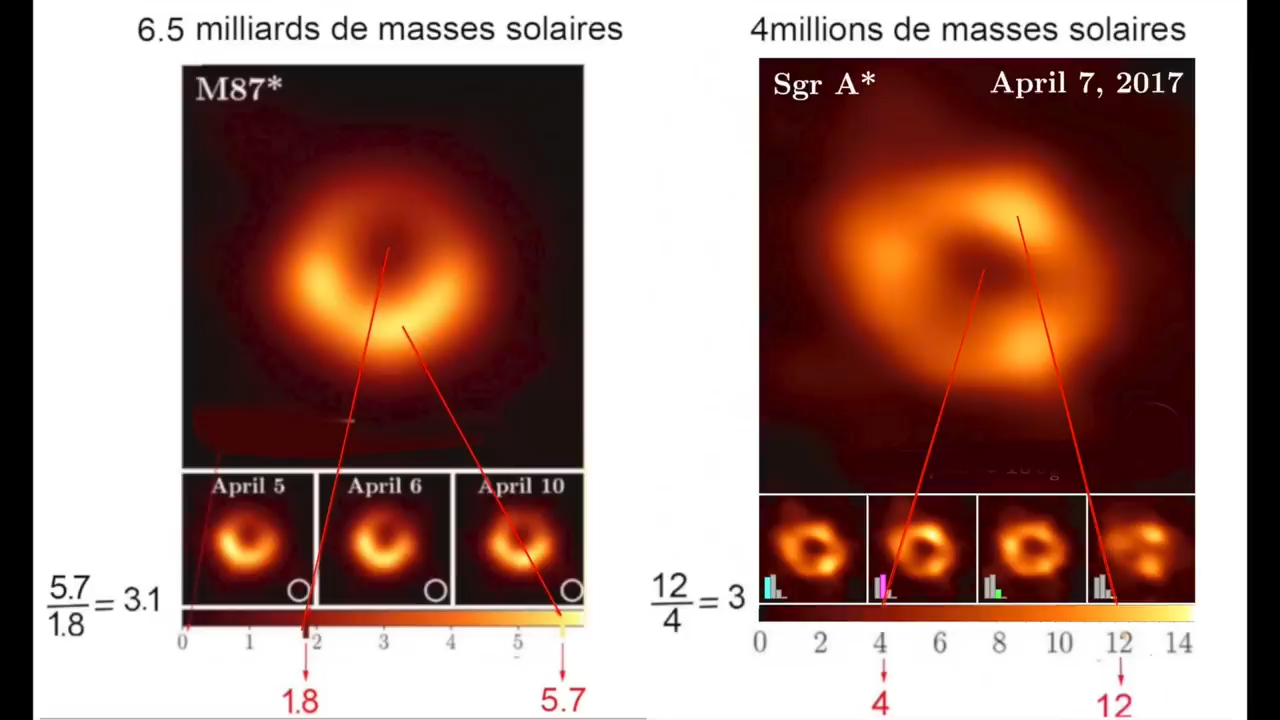 6.5 milliards de masses solaires
M87*
April 5
April 6
April 10
5.7
1.8
= 3.1
0 1 2 3 4 5
1.8
5.7
4millions de masses solaires
Sgr A*
April 7, 2017
12
4
= 3
0 2 4 6 8 10 12 14
4
12